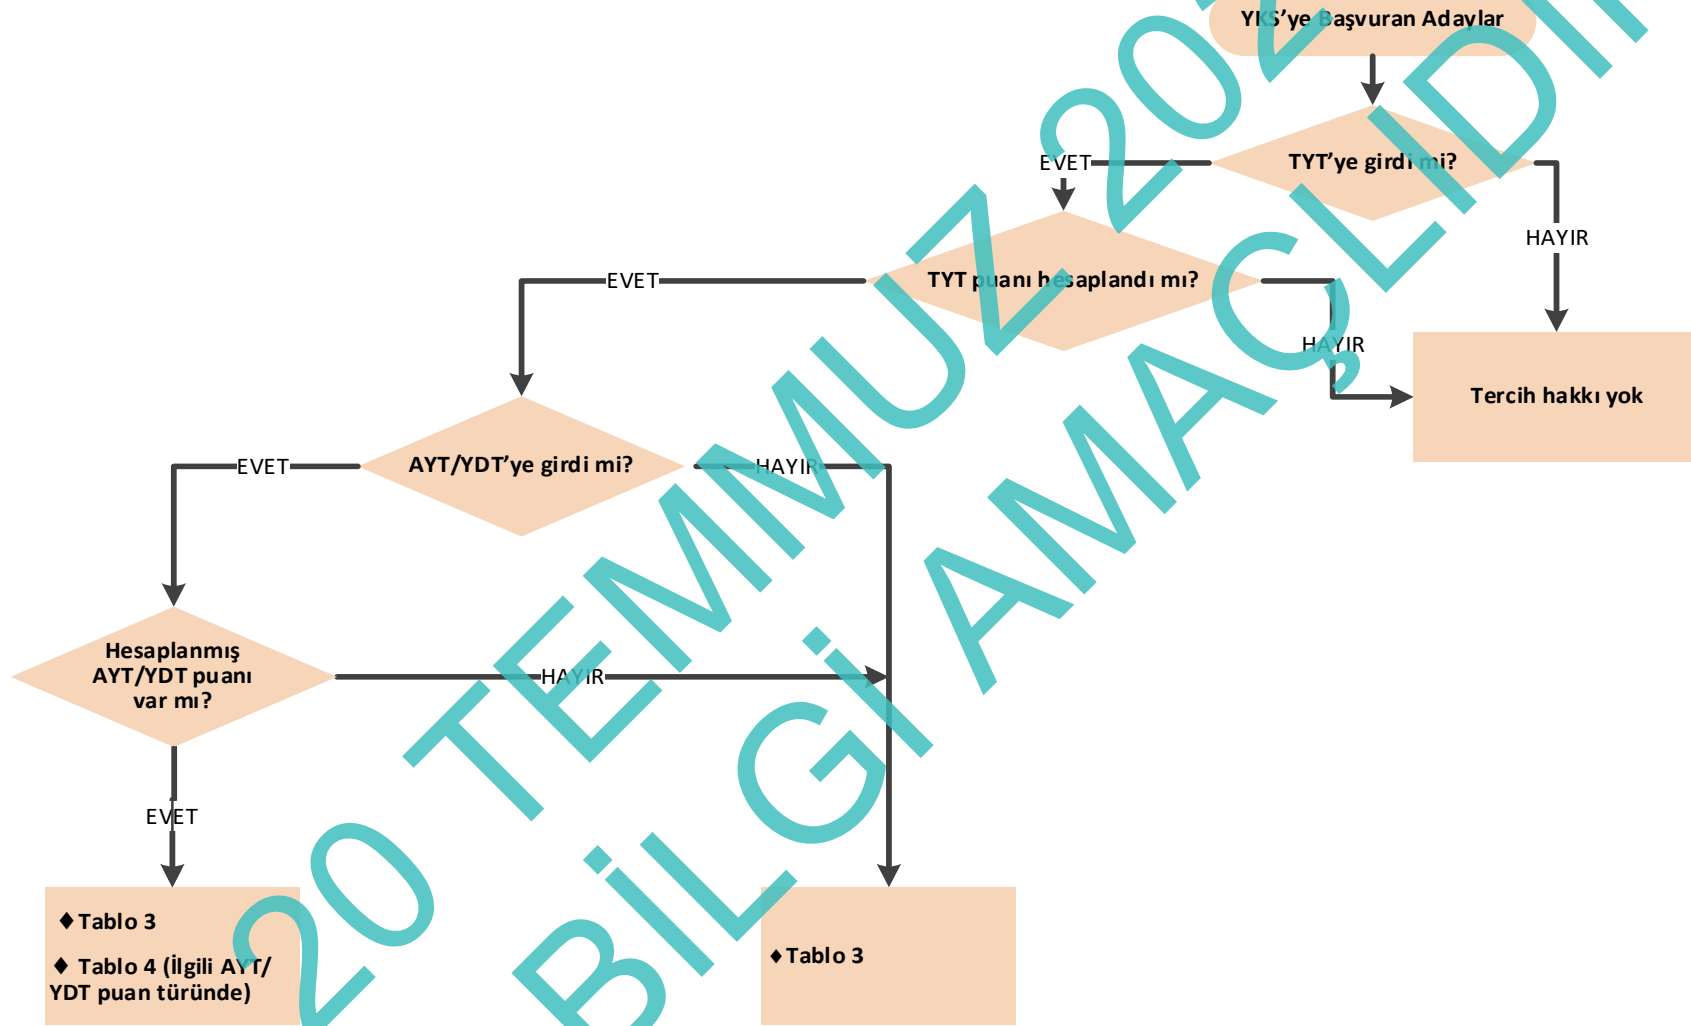 YKS’ye Başvuran Adaylar
TYT’ye girdi mi?
EVET
HAYIR
TYT puanı hesaplandı mı?
EVET
HAYIR
Tercih hakkı yok
AYT/YDT’ye girdi mi?
EVET
HAYIR
Hesaplanmış
AYT/YDT puanı
var mı?
HAYIR
EVET
♦Tablo 3
♦ Tablo 4 (İlgili AYT/
YDT puan türünde)
♦Tablo 3
20 TEMMUZ
BİLGİ